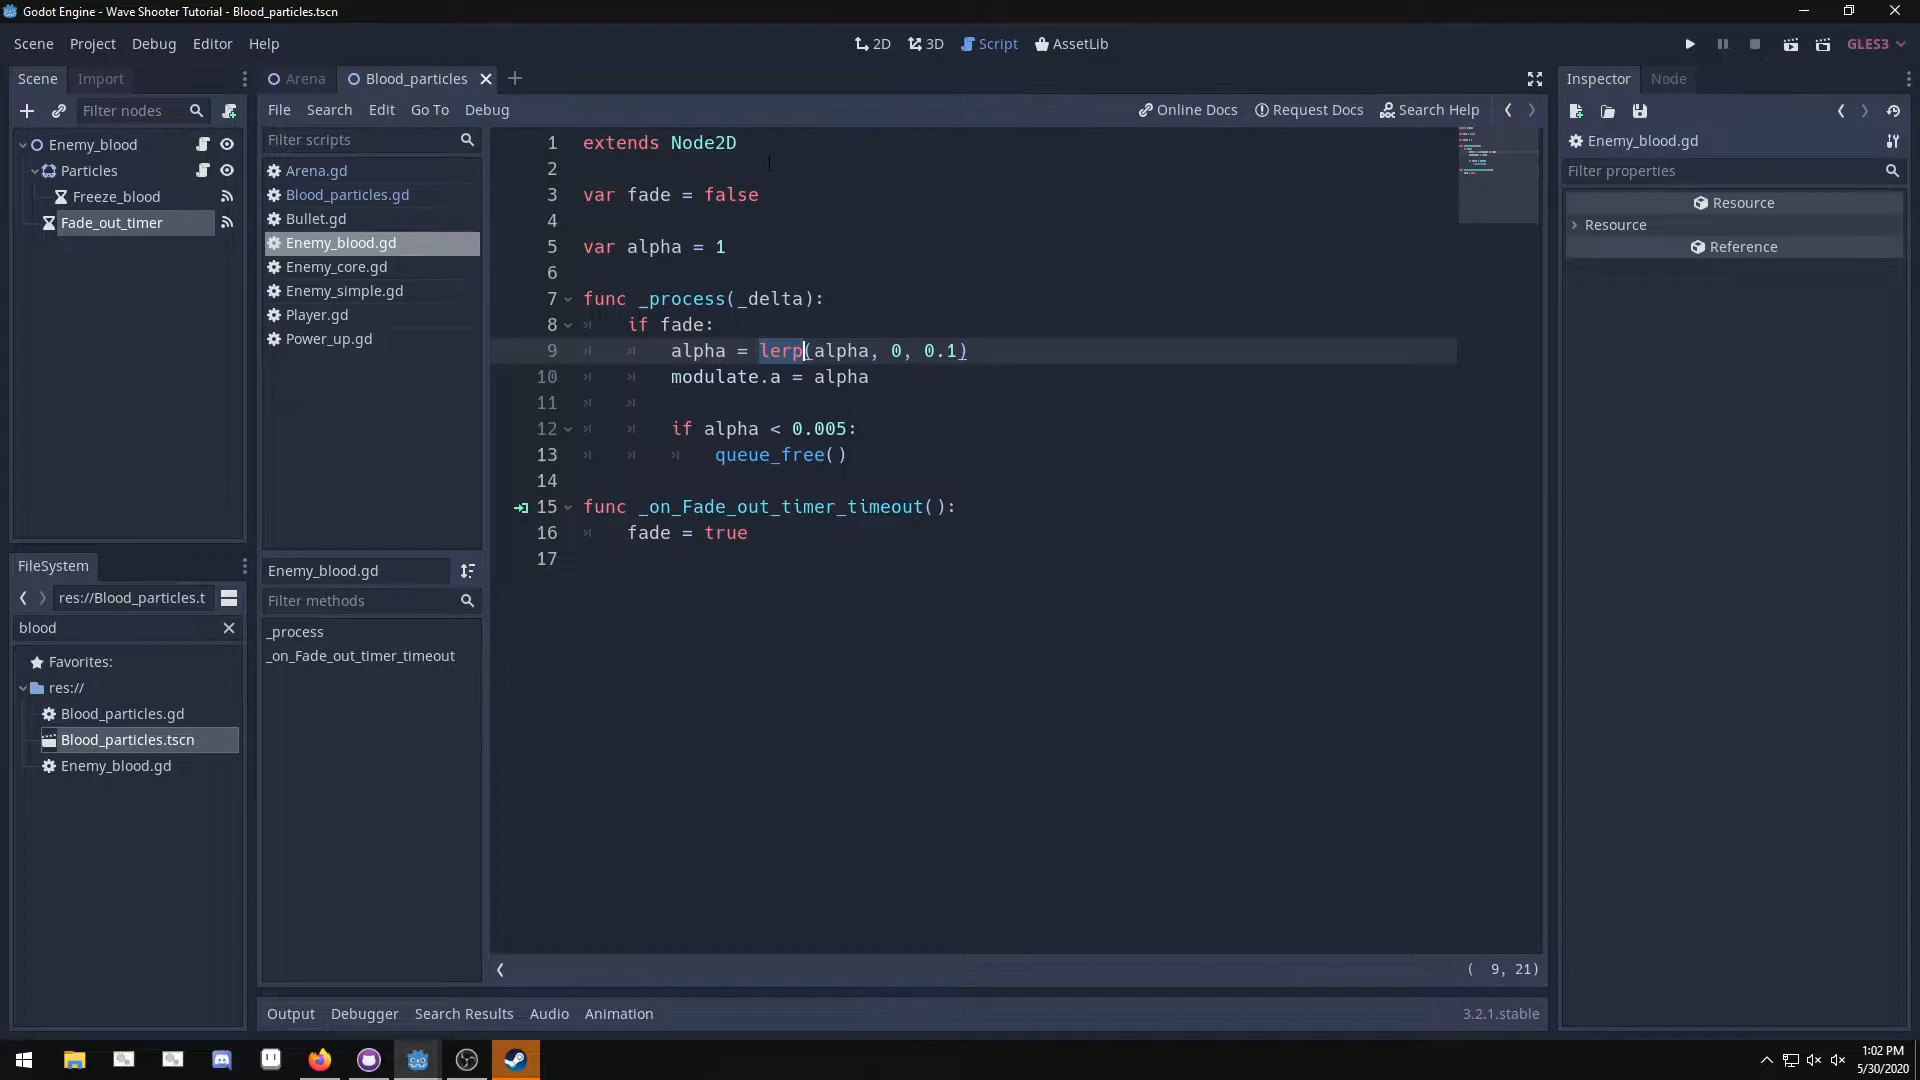 Godot Engine - Wave Shooter Tutorial - Blood_particles.tscn
Scene Project Debug Editor Help
2D 3D Script AssetLib
GLES3
Scene Import
Filter nodes
Enemy_blood
Particles
Freeze_blood
Fade_out_timer
FileSystem
res://Blood_particles.t
blood
Favorites:
res://
Blood_particles.gd
Blood_particles.tscn
Enemy_blood.gd
Arena Blood_particles
File Search Edit Go To Debug
Online Docs Request Docs Search Help
Filter scripts
Arena.gd
Blood_particles.gd
Bullet.gd
Enemy_blood.gd
Enemy_core.gd
Enemy_simple.gd
Player.gd
Power_up.gd
Enemy_blood.gd
Filter methods
_process
_on_Fade_out_timer_timeout
1 extends Node2D
2
3 var fade = false
4
5 var alpha = 1
6
7 func _process(_delta):
8 if fade:
9 alpha = lerp(alpha, 0, 0.1)
10 modulate.a = alpha
11
12 if alpha < 0.005:
13 queue_free()
14
15 func _on_Fade_out_timer_timeout():
16 fade = true
17
( 9, 21)
Output Debugger Search Results Audio Animation
3.2.1.stable
Inspector Node
Enemy_blood.gd
Filter properties
Resource
Resource
Reference
1:02 PM
5/30/2020